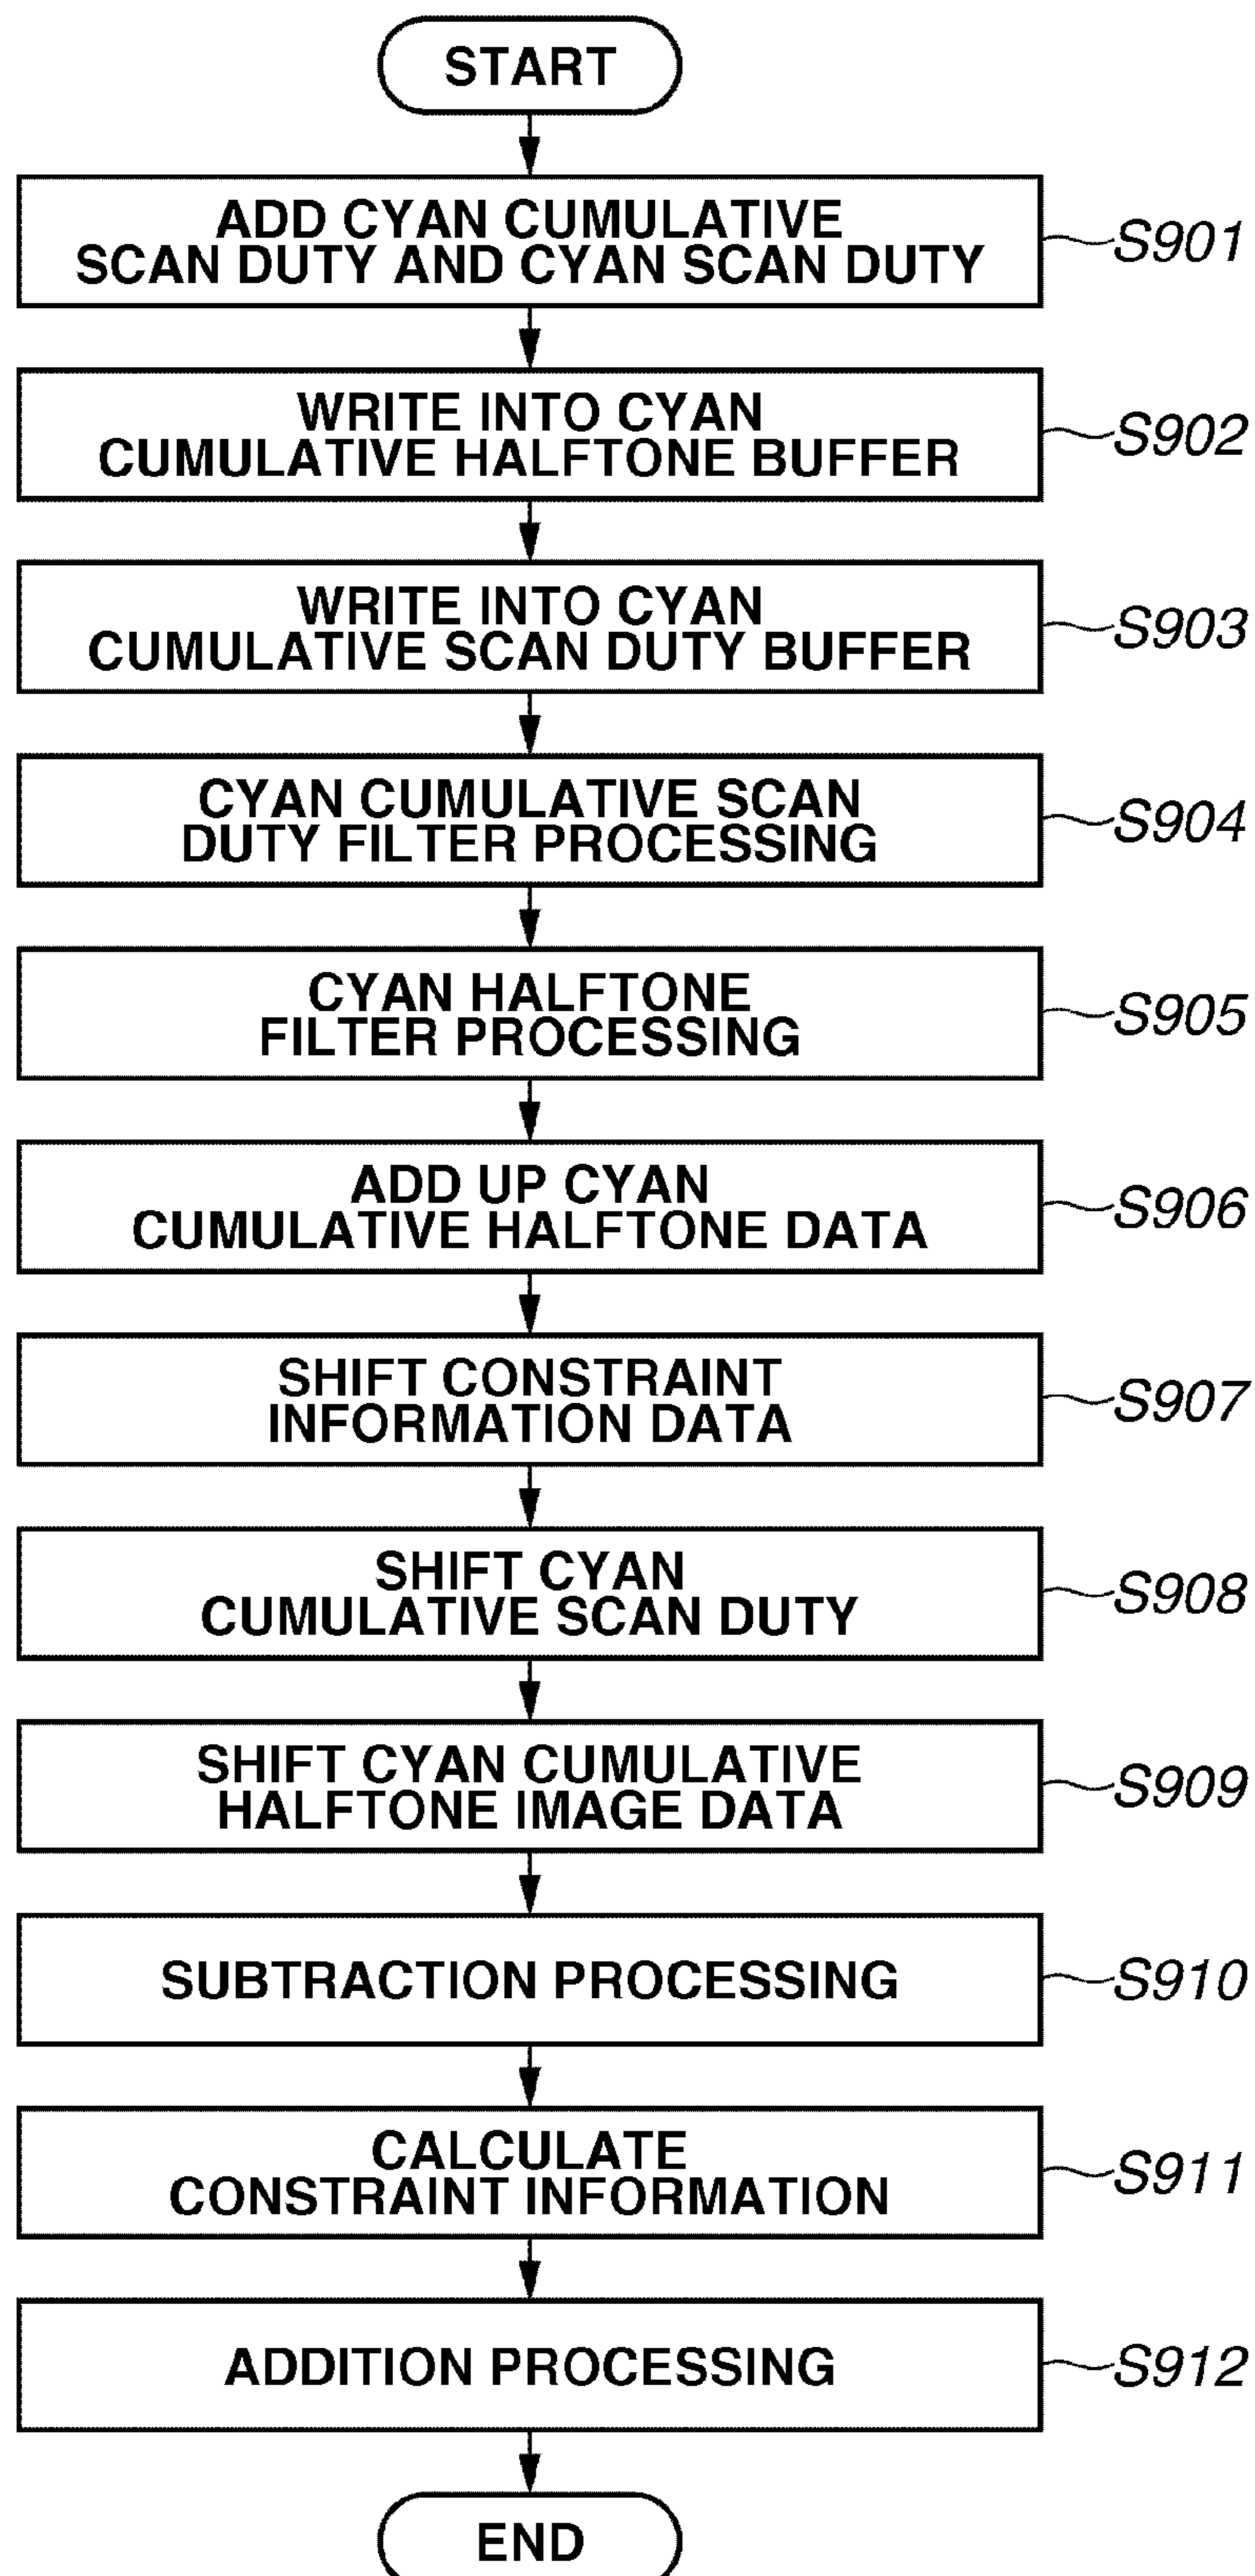 START
ADD CYAN CUMULATIVE
SCAN DUTY AND CYAN SCAN DUTY
S901
WRITE INTO CYAN
CUMULATIVE HALFTONE BUFFER
S902
WRITE INTO CYAN
CUMULATIVE SCAN DUTY BUFFER
S903
CYAN CUMULATIVE SCAN
DUTY FILTER PROCESSING
S904
CYAN HALFTONE
FILTER PROCESSING
S905
ADD UP CYAN
CUMULATIVE HALFTONE DATA
S906
SHIFT CONSTRAINT
INFORMATION DATA
S907
SHIFT CYAN
CUMULATIVE SCAN DUTY
S908
SHIFT CYAN CUMULATIVE
HALFTONE IMAGE DATA
S909
SUBTRACTION PROCESSING
S910
CALCULATE
CONSTRAINT INFORMATION
S911
ADDITION PROCESSING
S912
END